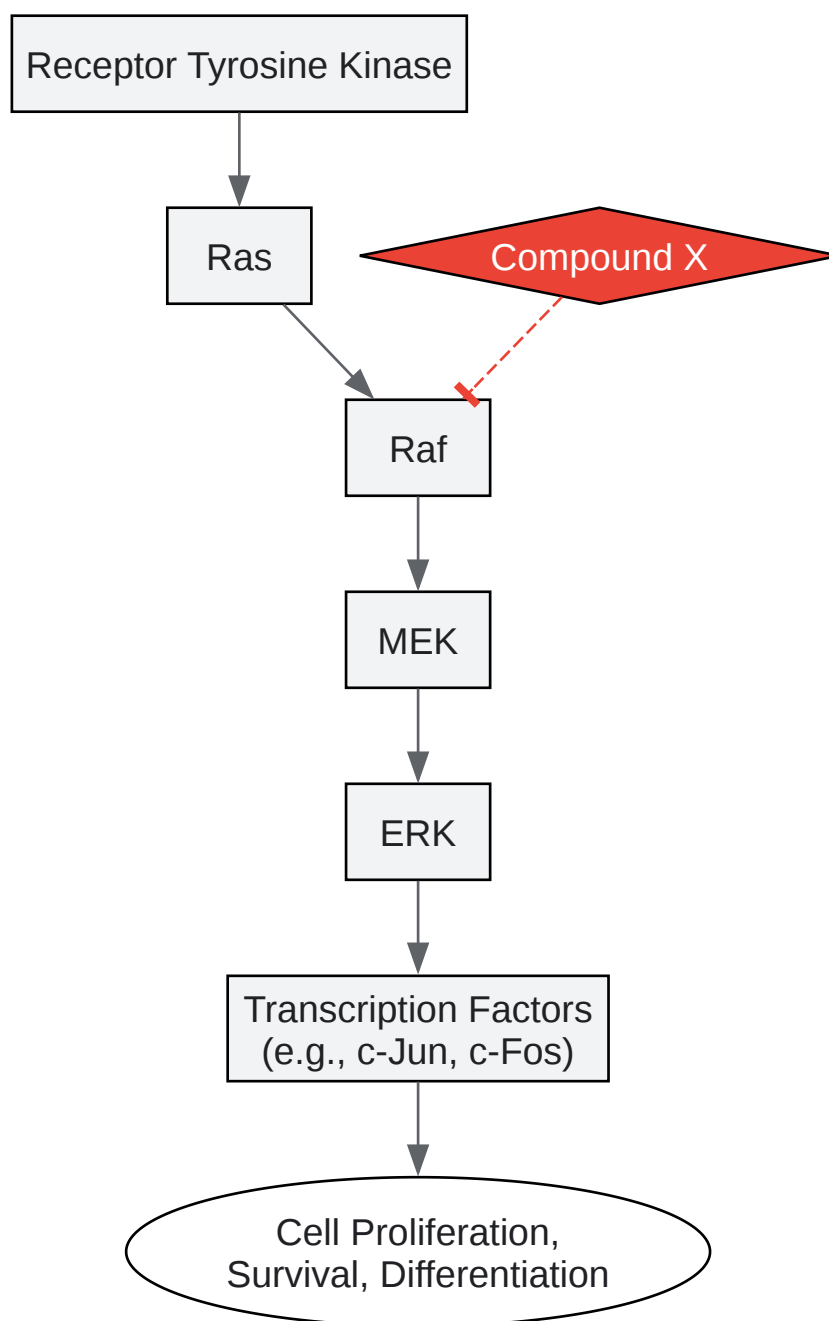 Receptor Tyrosine Kinase
Ras
Compound X
Raf
MEK
ERK
Transcription Factors
(e.g., c-Jun, c-Fos)
Cell Proliferation,
Survival, Differentiation